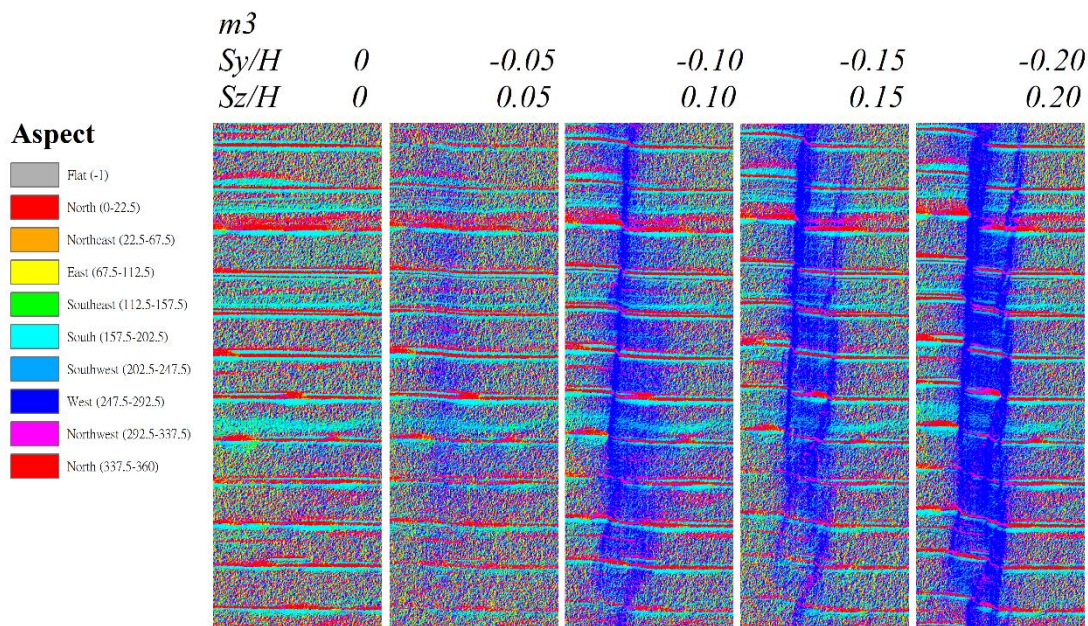 m3
Sy/H 0 -0.05 -0.10 -0.15 -0.20
Sz/H 0 0.05 0.10 0.15 0.20
Aspect
Flat (-1)
North (0-22.5)
Northeast (22.5-67.5)
East (67.5-112.5)
Southeast (112.5-157.5)
South (157.5-202.5)
Southwest (202.5-247.5)
West (247.5-292.5)
Northwest (292.5-337.5)
North (337.5-360)